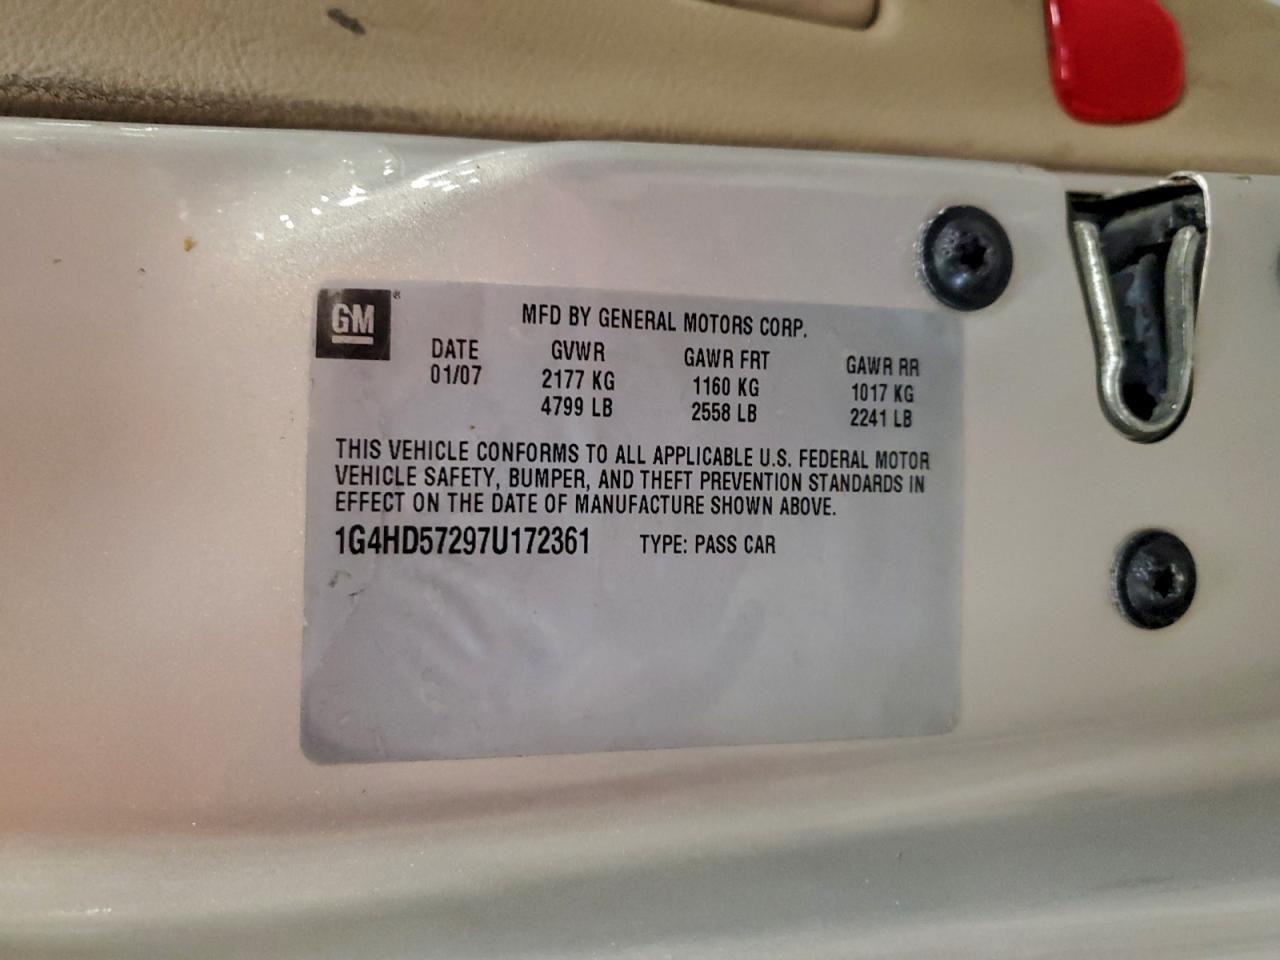 GM®
MFD BY GENERAL MOTORS CORP.
DATE GVWR GAWR FRT GAWR RR
01/07 2177 KG 1160 KG 1017 KG
4799 LB 2558 LB 2241 LB
THIS VEHICLE CONFORMS TO ALL APPLICABLE U.S. FEDERAL MOTOR
VEHICLE SAFETY, BUMPER, AND THEFT PREVENTION STANDARDS IN
EFFECT ON THE DATE OF MANUFACTURE SHOWN ABOVE.
1G4HD57297U172361 TYPE: PASS CAR